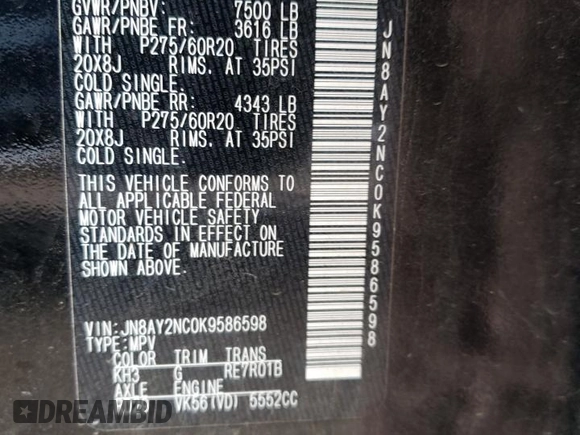 GVWR/PNBV: 7500 LB
GAWR/PNBE FR: 3616 LB
WITH P275/60R20 TIRES
20X8J RIMS. AT 35PSI
COLD SINGLE.
GAWR/PNBE RR: 4343 LB
WITH P275/60R20 TIRES
20X8J RIMS. AT 35PSI
COLD SINGLE.
THIS VEHICLE CONFORMS TO
ALL APPLICABLE FEDERAL
MOTOR VEHICLE SAFETY
STANDARDS IN EFFECT ON
THE DATE OF MANUFACTURE
SHOWN ABOVE.
VIN:JN8AY2NC0K9586598
TYPE:MPV
COLOR TRIM TRANS
KH3 G RE7R01B
AXLE ENGINE
VK56(VD) 5552CC
JN8AY2NC0K9586598
DREAMBID